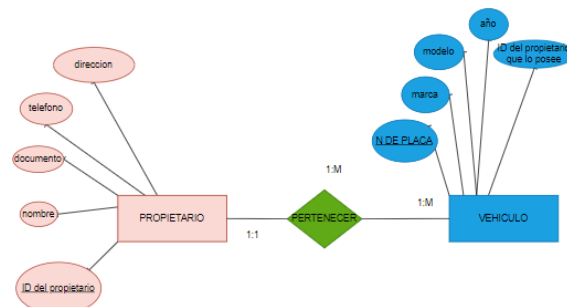 direccion
telefono
documento
nombre
ID del propietario
PROPIETARIO
1:1
1:M
PERTENECER
1:M
VEHICULO
N DE PLACA
marca
modelo
año
ID del propietario
que lo posee